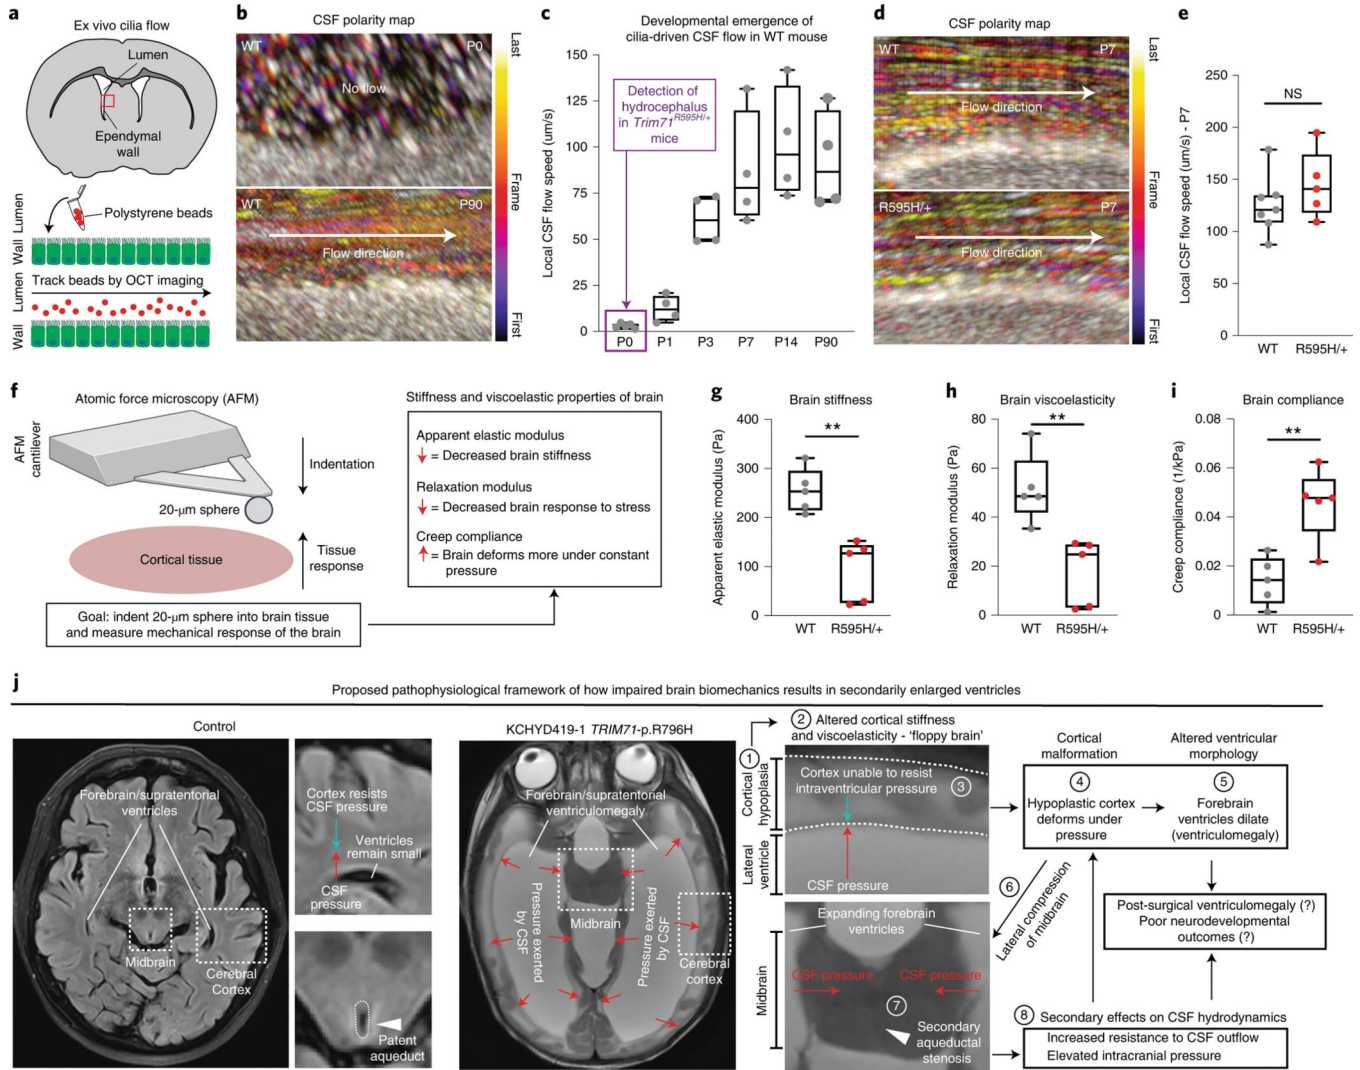 a
Ex vivo cilia flow
Lumen
Ependymal
wall
Polystyrene beads
Wall Lumen
Track beads by OCT imaging
Wall Lumen
b
CSF polarity map
WT
P0
No flow
WT
P90
Flow direction
Last
Frame
First
c
Developmental emergence of
cilia-driven CSF flow in WT mouse
Local CSF flow speed (um/s)
150
125
100
75
50
25
0
Detection of
hydrocephalus
in Trim71R595H/+
mice
P0 P1 P3 P7 P14 P90
d
CSF polarity map
WT
P7
Flow direction
R595H/+
P7
Flow direction
Last
Frame
First
e
Local CSF flow speed (um/s) - P7
250
200
150
100
50
0
NS
WT R595H/+
f
Atomic force microscopy (AFM)
AFM
cantilever
Indentation
20-μm sphere
Cortical tissue
Tissue
response
Goal: indent 20-μm sphere into brain tissue
and measure mechanical response of the brain
Stiffness and viscoelastic properties of brain
Apparent elastic modulus
↓ = Decreased brain stiffness
Relaxation modulus
↓ = Decreased brain response to stress
Creep compliance
↑ = Brain deforms more under constant
pressure
g
Brain stiffness
Apparent elastic modulus (Pa)
400
300
200
100
0
**
WT R595H/+
h
Brain viscoelasticity
Relaxation modulus (Pa)
80
60
40
20
0
**
WT R595H/+
i
Brain compliance
Creep compliance (1/kPa)
0.08
0.06
0.04
0.02
0
**
WT R595H/+
j
Proposed pathophysiological framework of how impaired brain biomechanics results in secondarily enlarged ventricles
Control
Forebrain/supratentorial
ventricles
Midbrain
Cerebral
Cortex
Cortex resists
CSF pressure
Ventricles
remain small
CSF
pressure
Patent
aqueduct
KCHYD419-1 TRIM71-p.R796H
Forebrain/supratentorial
ventriculomegaly
Pressure exerted
by CSF
Midbrain
Pressure exerted
by CSF
Cerebral
cortex
1
Cortical
hypoplasia
Lateral
ventricle
2 Altered cortical stiffness
and viscoelasticity - 'floppy brain'
Cortex unable to resist
intraventricular pressure
3
CSF pressure
Midbrain
Expanding forebrain
ventricles
CSF pressure
CSF pressure
7
Secondary
aqueductal
stenosis
Cortical
malformation
4
Hypoplastic cortex
deforms under
pressure
Altered ventricular
morphology
5
Forebrain
ventricles dilate
(ventriculomegaly)
6
Lateral compression
of midbrain
Post-surgical ventriculomegaly (?)
Poor neurodevelopmental
outcomes (?)
8 Secondary effects on CSF hydrodynamics
Increased resistance to CSF outflow
Elevated intracranial pressure